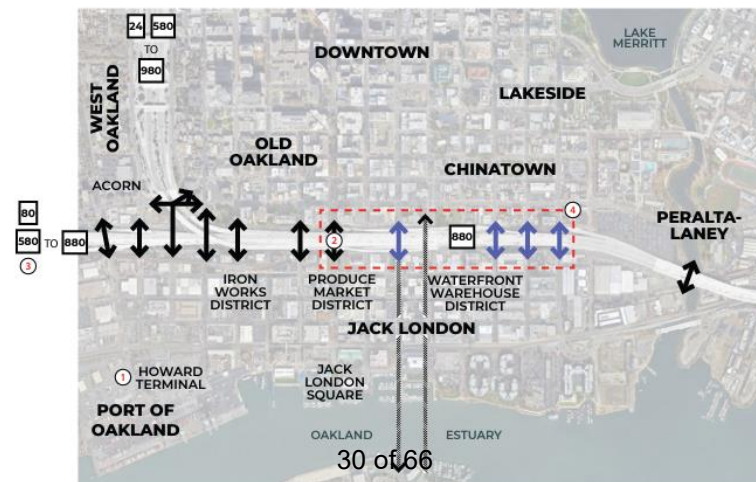 24 580
TO
980
DOWNTOWN
LAKE
MERRITT
LAKESIDE
WEST
OAKLAND
OLD
OAKLAND
CHINATOWN
ACORN
80
580 TO 880
3
2
880
4
PERALTA-
LANEY
IRON
WORKS
DISTRICT
PRODUCE
MARKET
DISTRICT
WATERFRONT
WAREHOUSE
DISTRICT
JACK LONDON
1 HOWARD
TERMINAL
JACK
LONDON
SQUARE
PORT OF
OAKLAND
OAKLAND ESTUARY
30 of 66